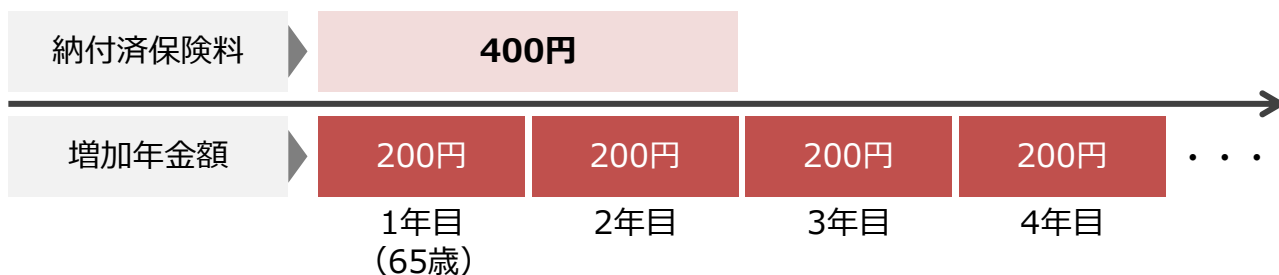 納付済保険料
400円
増加年金額
200円
200円
200円
200円
・・・
1年目
2年目
3年目
4年目
（65歳）